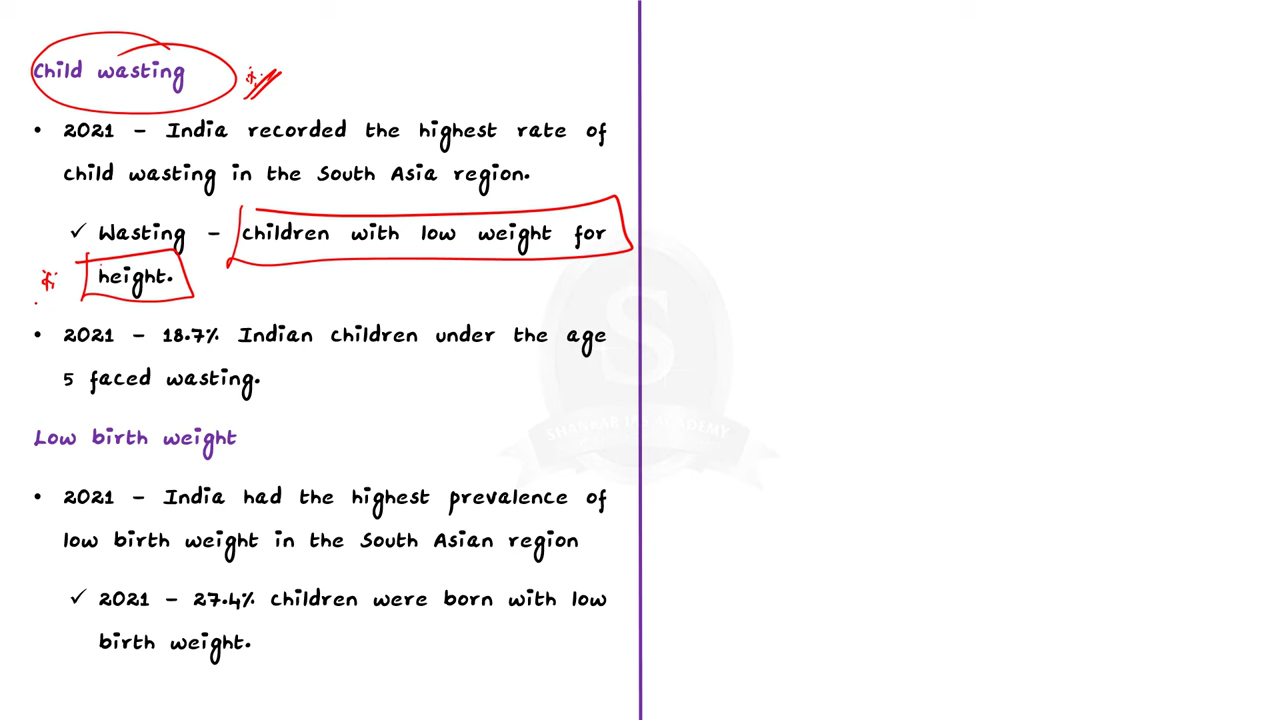 Child wasting
• 2021 - India recorded the highest rate of
child wasting in the South Asia region.
✓ Wasting - children with low weight for
height.
• 2021 - 18.7% Indian children under the age
5 faced wasting.
Low birth weight
• 2021 - India had the highest prevalence of
low birth weight in the South Asian region
✓ 2021 - 27.4% children were born with low
birth weight.
S
SHANKAR IAS ACADEMY